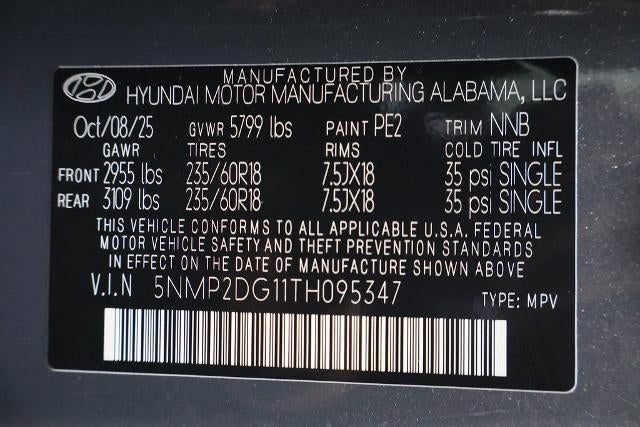 MANUFACTURED BY
HYUNDAI MOTOR MANUFACTURING ALABAMA, LLC
Oct/08/25 GVWR 5799 lbs PAINT PE2 TRIM NNB
GAWR TIRES RIMS COLD TIRE INFL
FRONT 2955 lbs 235/60R18 7.5JX18 35 psi SINGLE
REAR 3109 lbs 235/60R18 7.5JX18 35 psi SINGLE
THIS VEHICLE CONFORMS TO ALL APPLICABLE U.S.A. FEDERAL
MOTOR VEHICLE SAFETY AND THEFT PREVENTION STANDARDS
IN EFFECT ON THE DATE OF MANUFACTURE SHOWN ABOVE
V.I.N 5NMP2DG11TH095347 TYPE: MPV